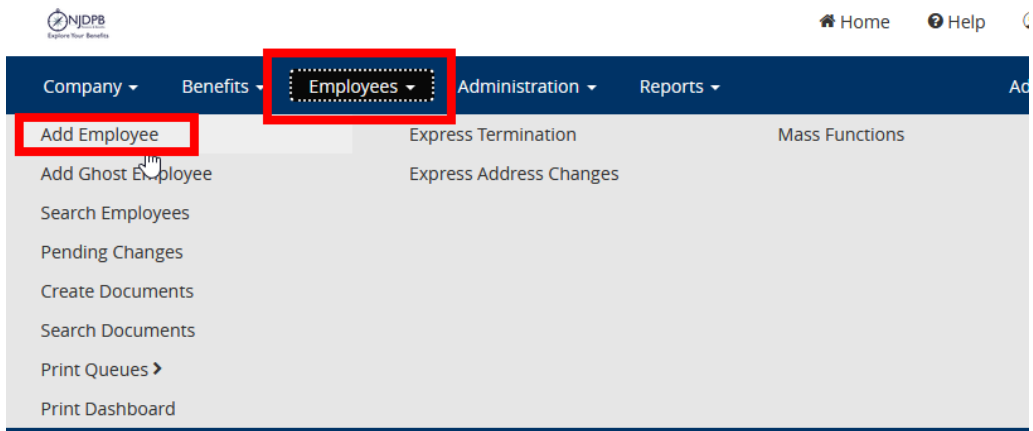 NJDPB
Explore Your Benefits
Home Help
Company Benefits Employees Administration Reports Ad
Add Employee Express Termination Mass Functions
Add Ghost Employee Express Address Changes
Search Employees
Pending Changes
Create Documents
Search Documents
Print Queues
Print Dashboard